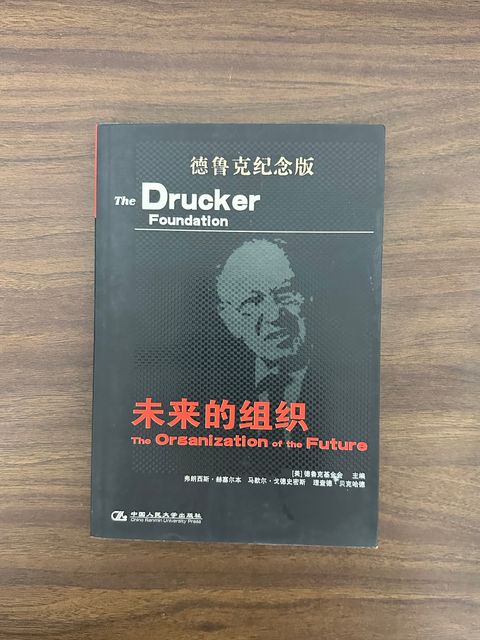 德鲁克纪念版
The Drucker
Foundation
未来的组织
The Organization of the Future
[美] 德鲁克基金会 主编
弗朗西斯·赫塞尔本 马歇尔·戈德史密斯 理查德·贝克哈德
中国人民大学出版社
China Renmin University Press